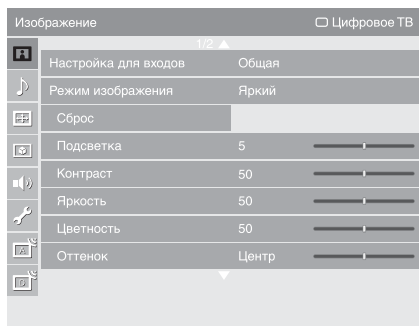 Изображение Цифровое ТВ
1/2
Настройка для входов Общая
Режим изображения Яркий
Сброс
Подсветка 5
Контраст 50
Яркость 50
Цветность 50
Оттенок Центр
A
B